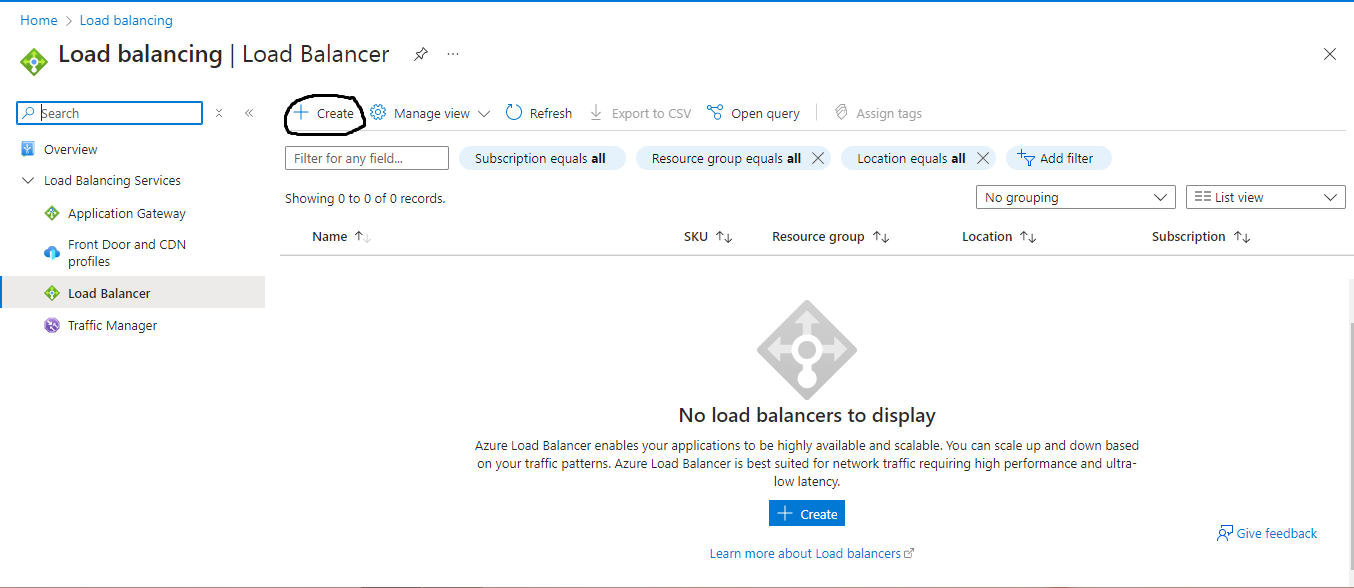 Home > Load balancing
Load balancing | Load Balancer ...
Search
Overview
Load Balancing Services
Application Gateway
Front Door and CDN
profiles
Load Balancer
Traffic Manager
+ Create Manage view Refresh Export to CSV Open query Assign tags
Filter for any field... Subscription equals all Resource group equals all Location equals all Add filter
Showing 0 to 0 of 0 records. No grouping List view
Name SKU Resource group Location Subscription
No load balancers to display
Azure Load Balancer enables your applications to be highly available and scalable. You can scale up and down based
on your traffic patterns. Azure Load Balancer is best suited for network traffic requiring high performance and ultra-
low latency.
+ Create
Give feedback
Learn more about Load balancers